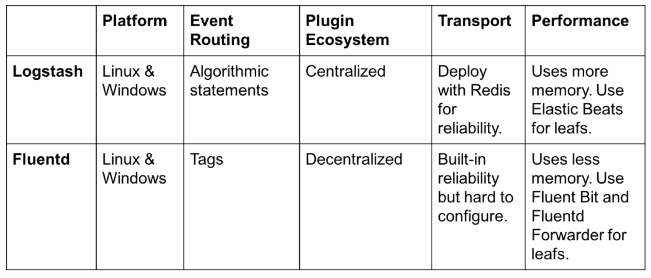 Platform
Event
Routing
Plugin
Ecosystem
Transport
Performance
Logstash
Linux &
Windows
Algorithmic
statements
Centralized
Deploy
with Redis
for
reliability.
Uses more
memory. Use
Elastic Beats
for leafs.
Fluentd
Linux &
Windows
Tags
Decentralized
Built-in
reliability
but hard to
configure.
Uses less
memory. Use
Fluent Bit and
Fluentd
Forwarder for
leafs.